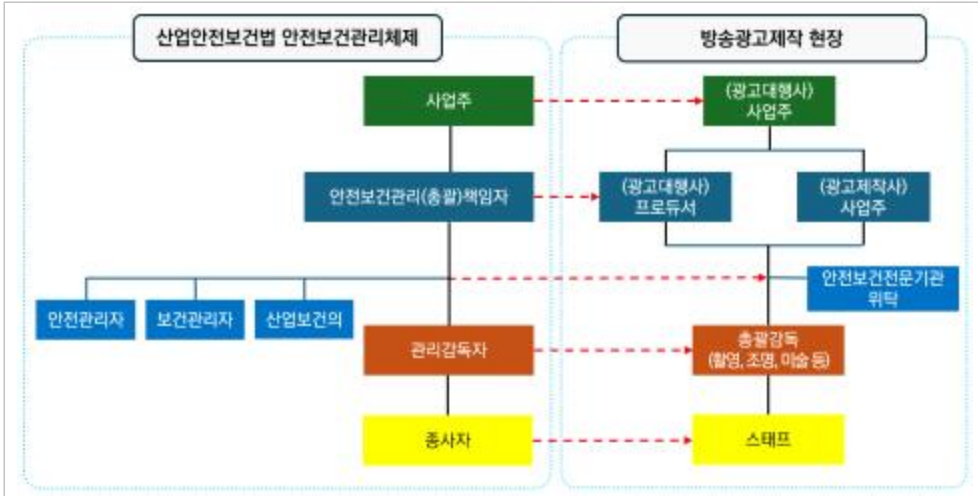 산업안전보건법 안전보건관리체제
방송광고제작 현장
사업주
(광고대행사)
사업주
안전보건관리(총괄)책임자
(광고대행사)
프로듀서
(광고제작사)
사업주
안전관리자
보건관리자
산업보건의
안전보건전문기관
위탁
관리감독자
총괄감독
(촬영, 조명, 미술 등)
종사자
스태프